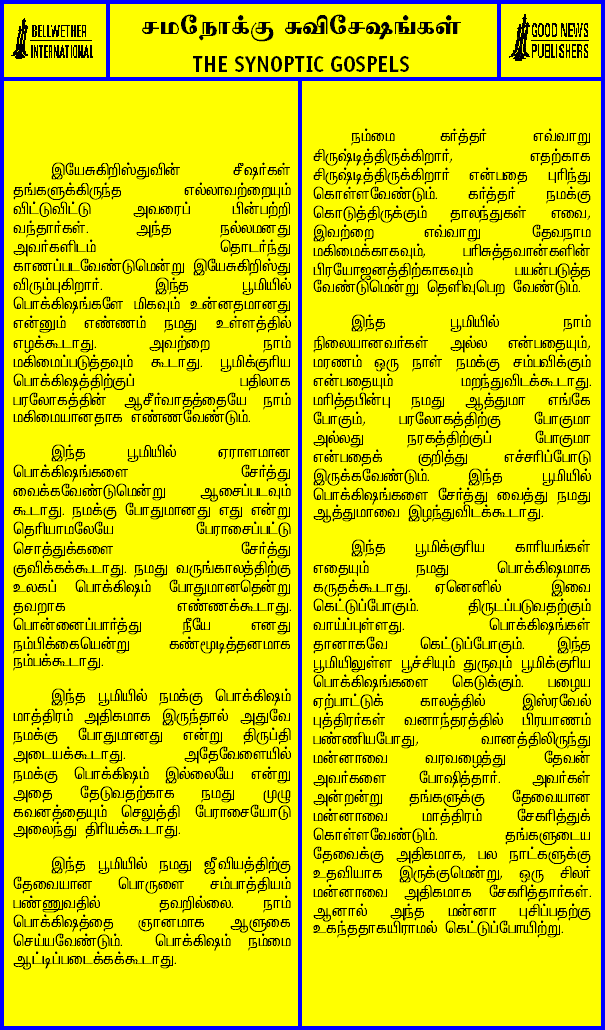 BELLWETHER
INTERNATIONAL
சமநோக்கு சுவிசேஷங்கள்
THE SYNOPTIC GOSPELS
GOOD NEWS
PUBLISHERS
இயேசுகிறிஸ்துவின் சீஷர்கள்
தங்களுக்கிருந்த எல்லாவற்றையும்
விட்டுவிட்டு அவரைப் பின்பற்றி
வந்தார்கள். அந்த நல்லமனது
அவர்களிடம் தொடர்ந்து
காணப்படவேண்டுமென்று இயேசுகிறிஸ்து
விரும்புகிறார். இந்த பூமியில்
பொக்கிஷங்களே மிகவும் உன்னதமானது
என்னும் எண்ணம் நமது உள்ளத்தில்
எழக்கூடாது. அவற்றை நாம்
மகிமைப்படுத்தவும் கூடாது. பூமிக்குரிய
பொக்கிஷத்திற்குப் பதிலாக
பரலோகத்தின் ஆசீர்வாதத்தையே நாம்
மகிமையானதாக எண்ணவேண்டும்.
இந்த பூமியில் ஏராளமான
பொக்கிஷங்களை சேர்த்து
வைக்கவேண்டுமென்று ஆசைப்படவும்
கூடாது. நமக்கு போதுமானது எது என்று
தெரியாமலேயே பேராசைப்பட்டு
சொத்துக்களை சேர்த்து
குவிக்கக்கூடாது. நமது வருங்காலத்திற்கு
உலகப் பொக்கிஷம் போதுமானதென்று
தவறாக எண்ணக்கூடாது.
பொன்னைப்பார்த்து நீயே எனது
நம்பிக்கையென்று கண்மூடித்தனமாக
நம்பக்கூடாது.
இந்த பூமியில் நமக்கு பொக்கிஷம்
மாத்திரம் அதிகமாக இருந்தால் அதுவே
நமக்கு போதுமானது என்று திருப்தி
அடையக்கூடாது. அதேவேளையில்
நமக்கு பொக்கிஷம் இல்லையே என்று
அதை தேடுவதற்காக நமது முழு
கவனத்தையும் செலுத்தி பேராசையோடு
அலைந்து திரியக்கூடாது.
இந்த பூமியில் நமது ஜீவியத்திற்கு
தேவையான பொருளை சம்பாத்தியம்
பண்ணுவதில் தவறில்லை. நாம்
பொக்கிஷத்தை ஞானமாக ஆளுகை
செய்யவேண்டும். பொக்கிஷம் நம்மை
ஆட்டிப்படைக்கக்கூடாது.
நம்மை கர்த்தர் எவ்வாறு
சிருஷ்டித்திருக்கிறார், எதற்காக
சிருஷ்டித்திருக்கிறார் என்பதை புரிந்து
கொள்ளவேண்டும். கர்த்தர் நமக்கு
கொடுத்திருக்கும் தாலந்துகள் எவை,
இவற்றை எவ்வாறு தேவநாம
மகிமைக்காகவும், பரிசுத்தவான்களின்
பிரயோஜனத்திற்காகவும் பயன்படுத்த
வேண்டுமென்று தெளிவுபெற வேண்டும்.
இந்த பூமியில் நாம்
நிலையானவர்கள் அல்ல என்பதையும்,
மரணம் ஒரு நாள் நமக்கு சம்பவிக்கும்
என்பதையும் மறந்துவிடக்கூடாது.
மரித்தபின்பு நமது ஆத்துமா எங்கே
போகும், பரலோகத்திற்கு போகுமா
அல்லது நரகத்திற்குப் போகுமா
என்பதைக் குறித்து எச்சரிப்போடு
இருக்கவேண்டும். இந்த பூமியில்
பொக்கிஷங்களை சேர்த்து வைத்து நமது
ஆத்துமாவை இழந்துவிடக்கூடாது.
இந்த பூமிக்குரிய காரியங்கள்
எதையும் நமது பொக்கிஷமாக
கருதக்கூடாது. ஏனெனில் இவை
கெட்டுப்போகும். திருடப்படுவதற்கும்
வாய்ப்புள்ளது. பொக்கிஷங்கள்
தானாகவே கெட்டுப்போகும். இந்த
பூமியிலுள்ள பூச்சியும் துருவும் பூமிக்குரிய
பொக்கிஷங்களை கெடுக்கும். பழைய
ஏற்பாட்டுக் காலத்தில் இஸ்ரவேல்
புத்திரர்கள் வனாந்தரத்தில் பிரயாணம்
பண்ணியபோது, வானத்திலிருந்து
மன்னாவை வரவழைத்து தேவன்
அவர்களை போஷித்தார். அவர்கள்
அன்றன்று தங்களுக்கு தேவையான
மன்னாவை மாத்திரம் சேகரித்துக்
கொள்ளவேண்டும். தங்களுடைய
தேவைக்கு அதிகமாக, பல நாட்களுக்கு
உதவியாக இருக்குமென்று, ஒரு சிலர்
மன்னாவை அதிகமாக சேகரித்தார்கள்.
ஆனால் அந்த மன்னா புசிப்பதற்கு
உகந்ததாகயிராமல் கெட்டுப்போயிற்று.